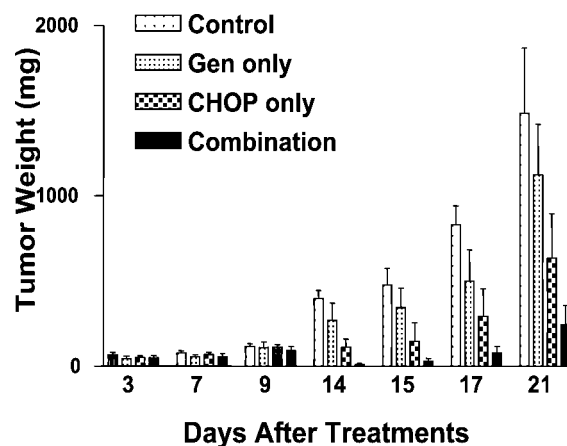 2000
Control
Gen only
CHOP only
Combination
Tumor Weight (mg)
1000
0
3 7 9 14 15 17 21
Days After Treatments